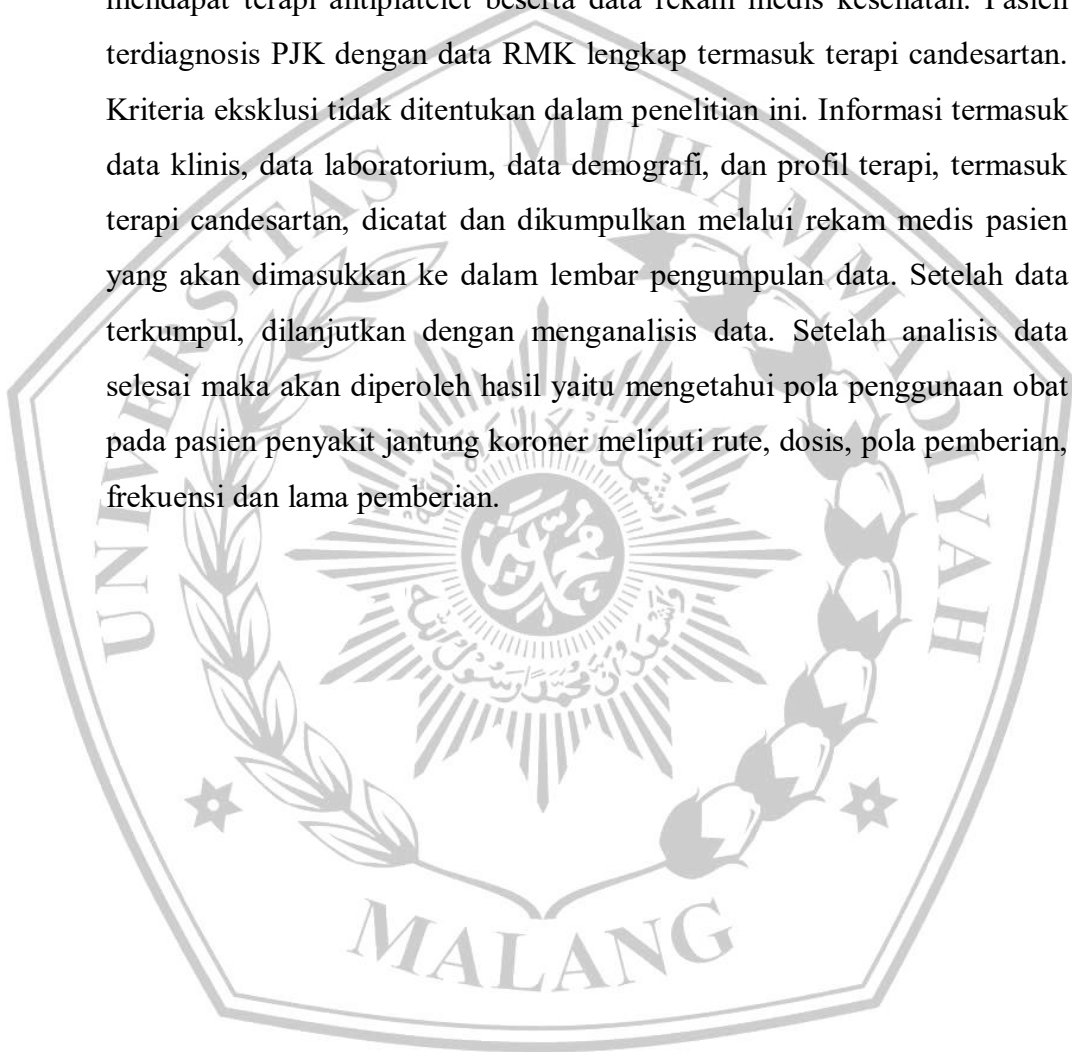 mendapat terapi antiplatelet beserta data rekam medis kesehatan. Pasien
terdiagnosis PJK dengan data RMK lengkap termasuk terapi candesartan.
Kriteria eksklusi tidak ditentukan dalam penelitian ini. Informasi termasuk
data klinis, data laboratorium, data demografi, dan profil terapi, termasuk
terapi candesartan, dicatat dan dikumpulkan melalui rekam medis pasien
yang akan dimasukkan ke dalam lembar pengumpulan data. Setelah data
terkumpul, dilanjutkan dengan menganalisis data. Setelah analisis data
selesai maka akan diperoleh hasil yaitu mengetahui pola penggunaan obat
pada pasien penyakit jantung koroner meliputi rute, dosis, pola pemberian,
frekuensi dan lama pemberian.
UNIVERSITAS MUHAMMADIYAH
MALANG